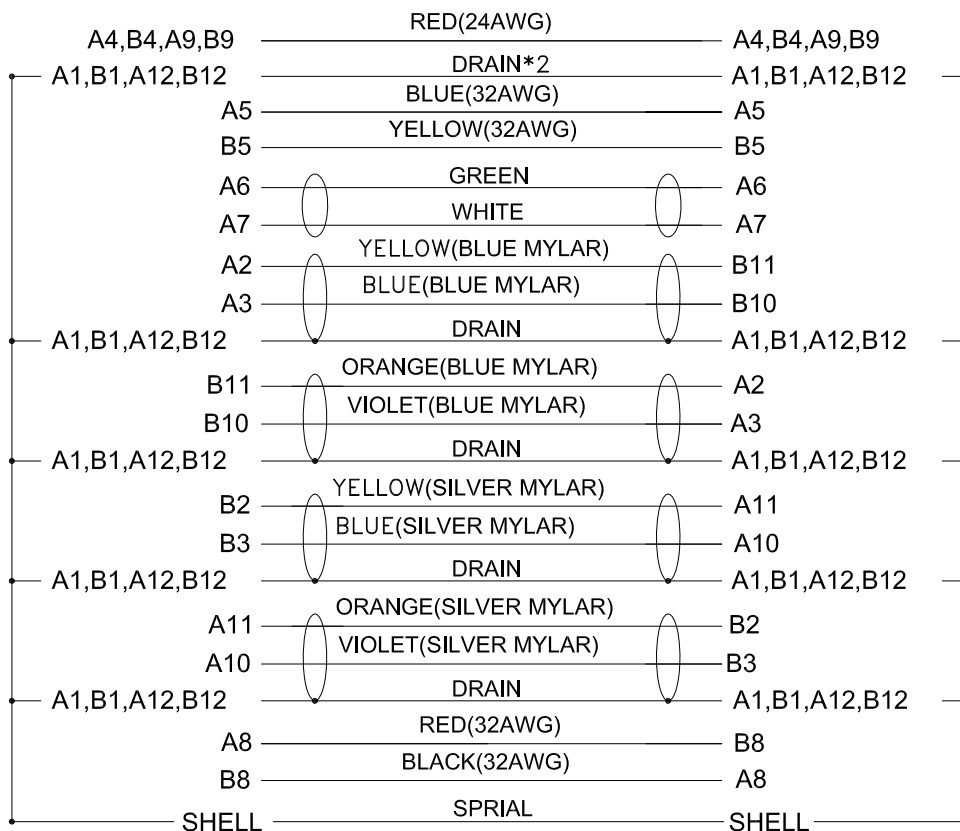 A4,B4,A9,B9 RED(24AWG) A4,B4,A9,B9
A1,B1,A12,B12 DRAIN*2 A1,B1,A12,B12
A5 BLUE(32AWG) A5
B5 YELLOW(32AWG) B5
A6 GREEN A6
A7 WHITE A7
A2 YELLOW(BLUE MYLAR) B11
A3 BLUE(BLUE MYLAR) B10
A1,B1,A12,B12 DRAIN A1,B1,A12,B12
B11 ORANGE(BLUE MYLAR) A2
B10 VIOLET(BLUE MYLAR) A3
A1,B1,A12,B12 DRAIN A1,B1,A12,B12
B2 YELLOW(SILVER MYLAR) A11
B3 BLUE(SILVER MYLAR) A10
A1,B1,A12,B12 DRAIN A1,B1,A12,B12
A11 ORANGE(SILVER MYLAR) B2
A10 VIOLET(SILVER MYLAR) B3
A1,B1,A12,B12 DRAIN A1,B1,A12,B12
A8 RED(32AWG) B8
B8 BLACK(32AWG) A8
SHELL SPRIAL SHELL